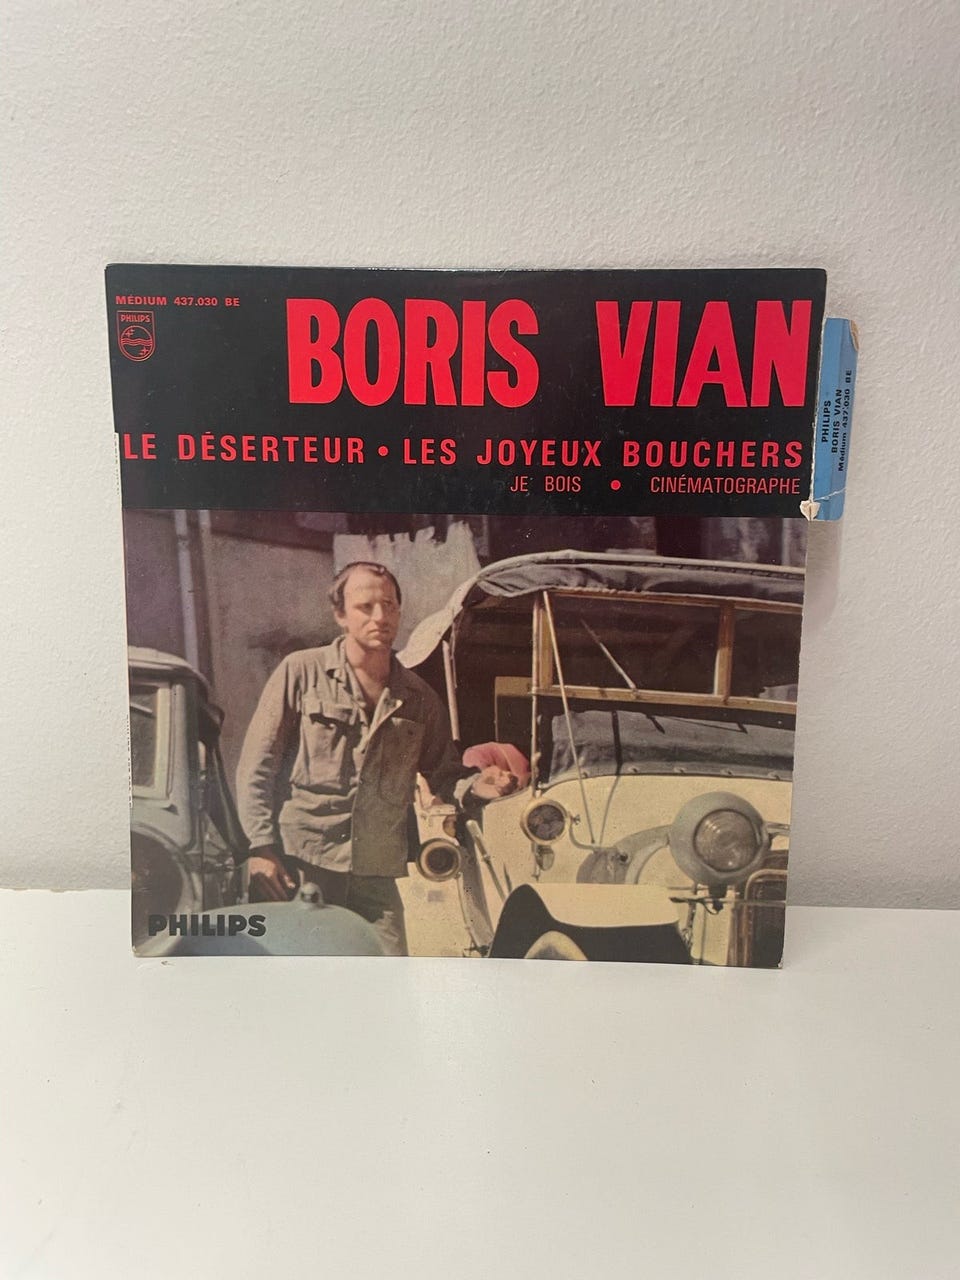 MÉDIUM 437.030 BE
PHILIPS
BORIS VIAN
LE DÉSERTEUR • LES JOYEUX BOUCHERS
JE BOIS • CINÉMATOGRAPHE
PHILIPS
BORIS VIAN
Médium 437.030 BE
PHILIPS